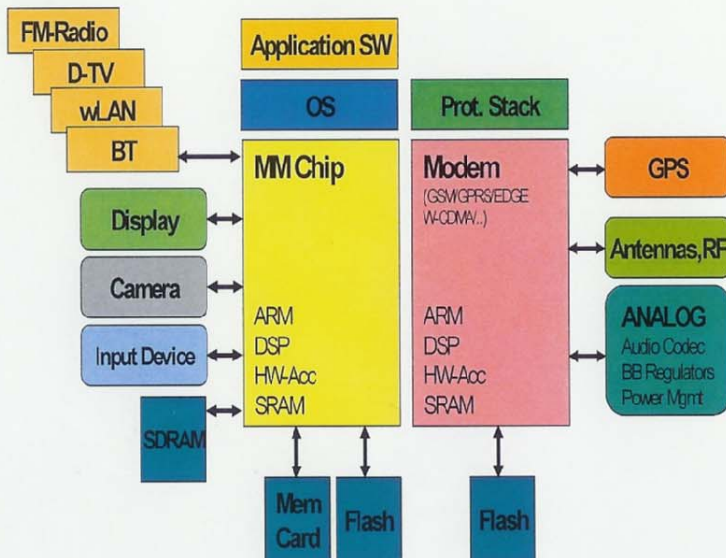 FM-Radio
D-TV
wLAN
BT
Application SW
OS
Prot. Stack
MM Chip
ARM
DSP
HW-Acc
SRAM
Modem
(GSM/GPRS/EDGE
W-CDMA/..)
ARM
DSP
HW-Acc
SRAM
Display
Camera
Input Device
SDRAM
Mem
Card
Flash
Flash
GPS
Antennas,RF
ANALOG
Audio Codec
BB Regulators
Power Mgmt